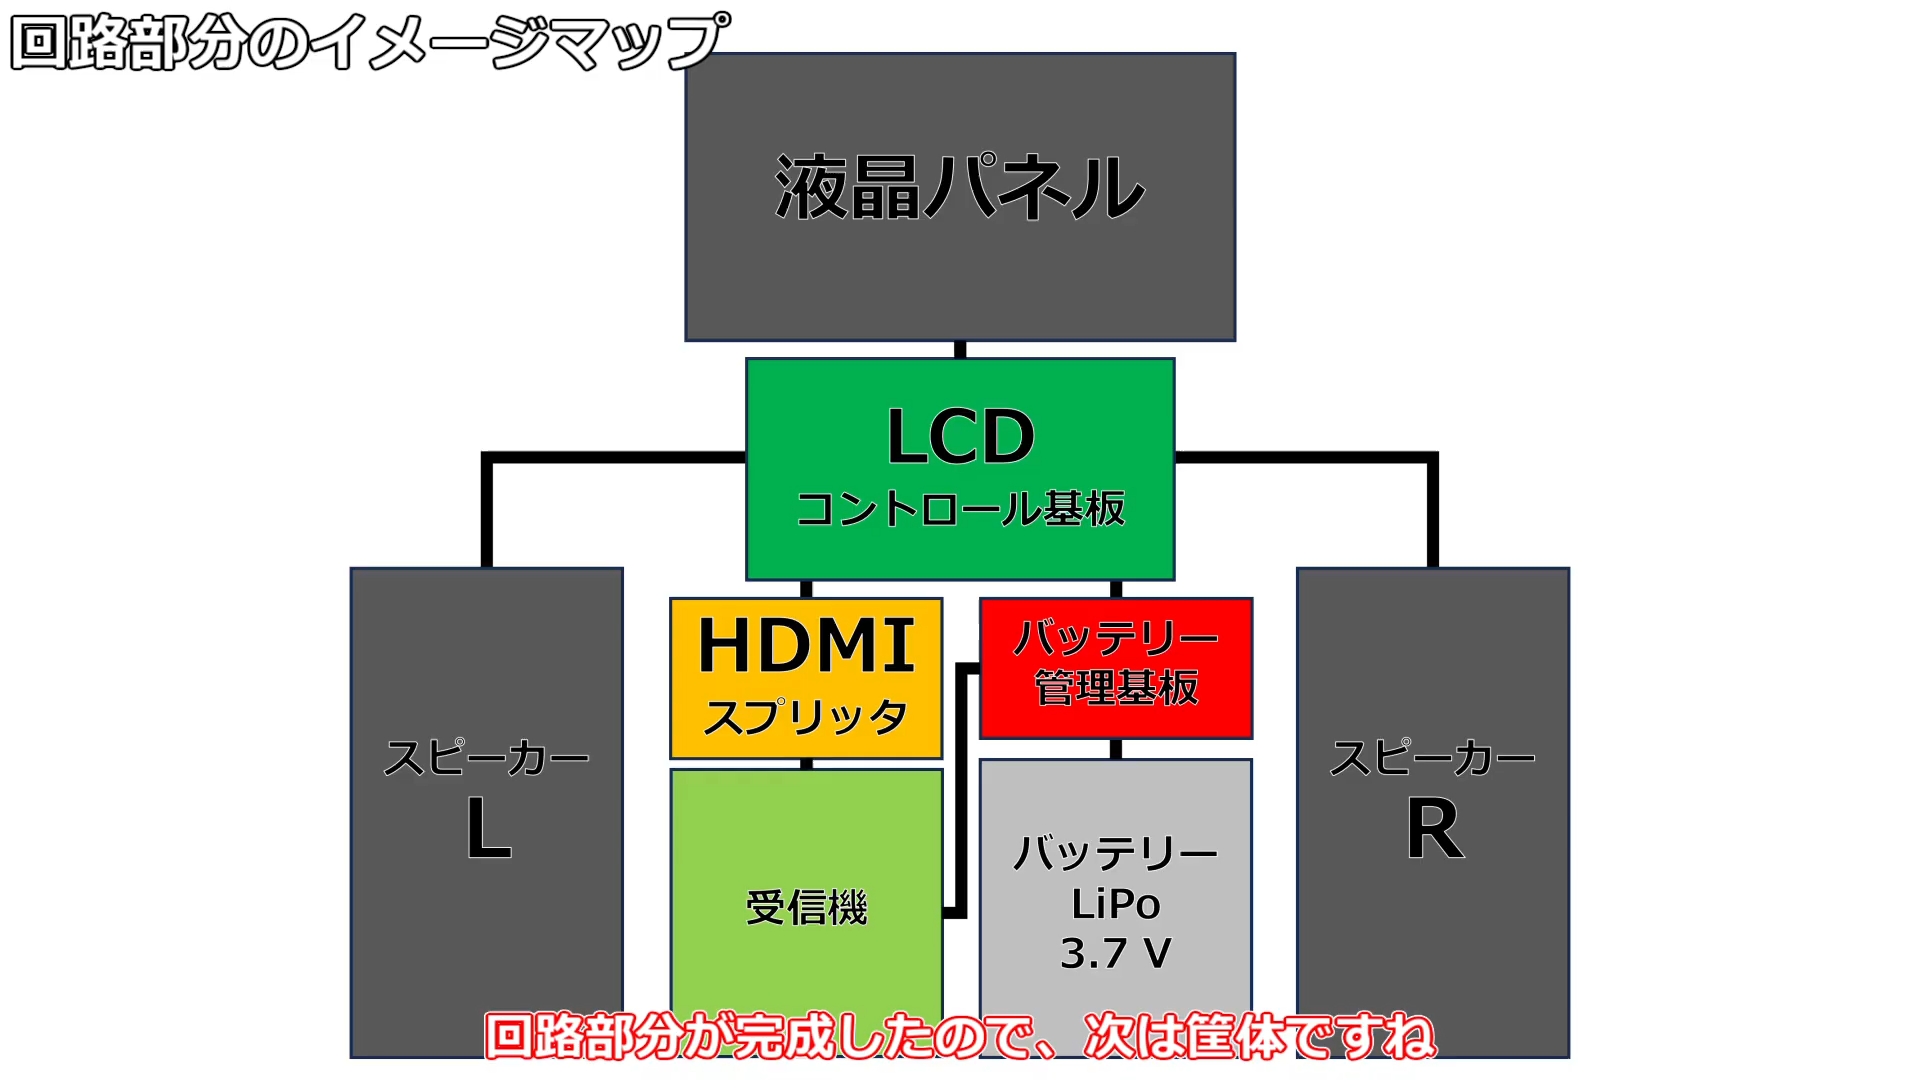 回路部分のイメージマップ
液晶パネル
LCD
コントロール基板
HDMI
スプリッタ
バッテリー
管理基板
スピーカー
L
受信機
バッテリー
LiPo
3.7 V
スピーカー
R
回路部分が完成したので、次は筐体ですね